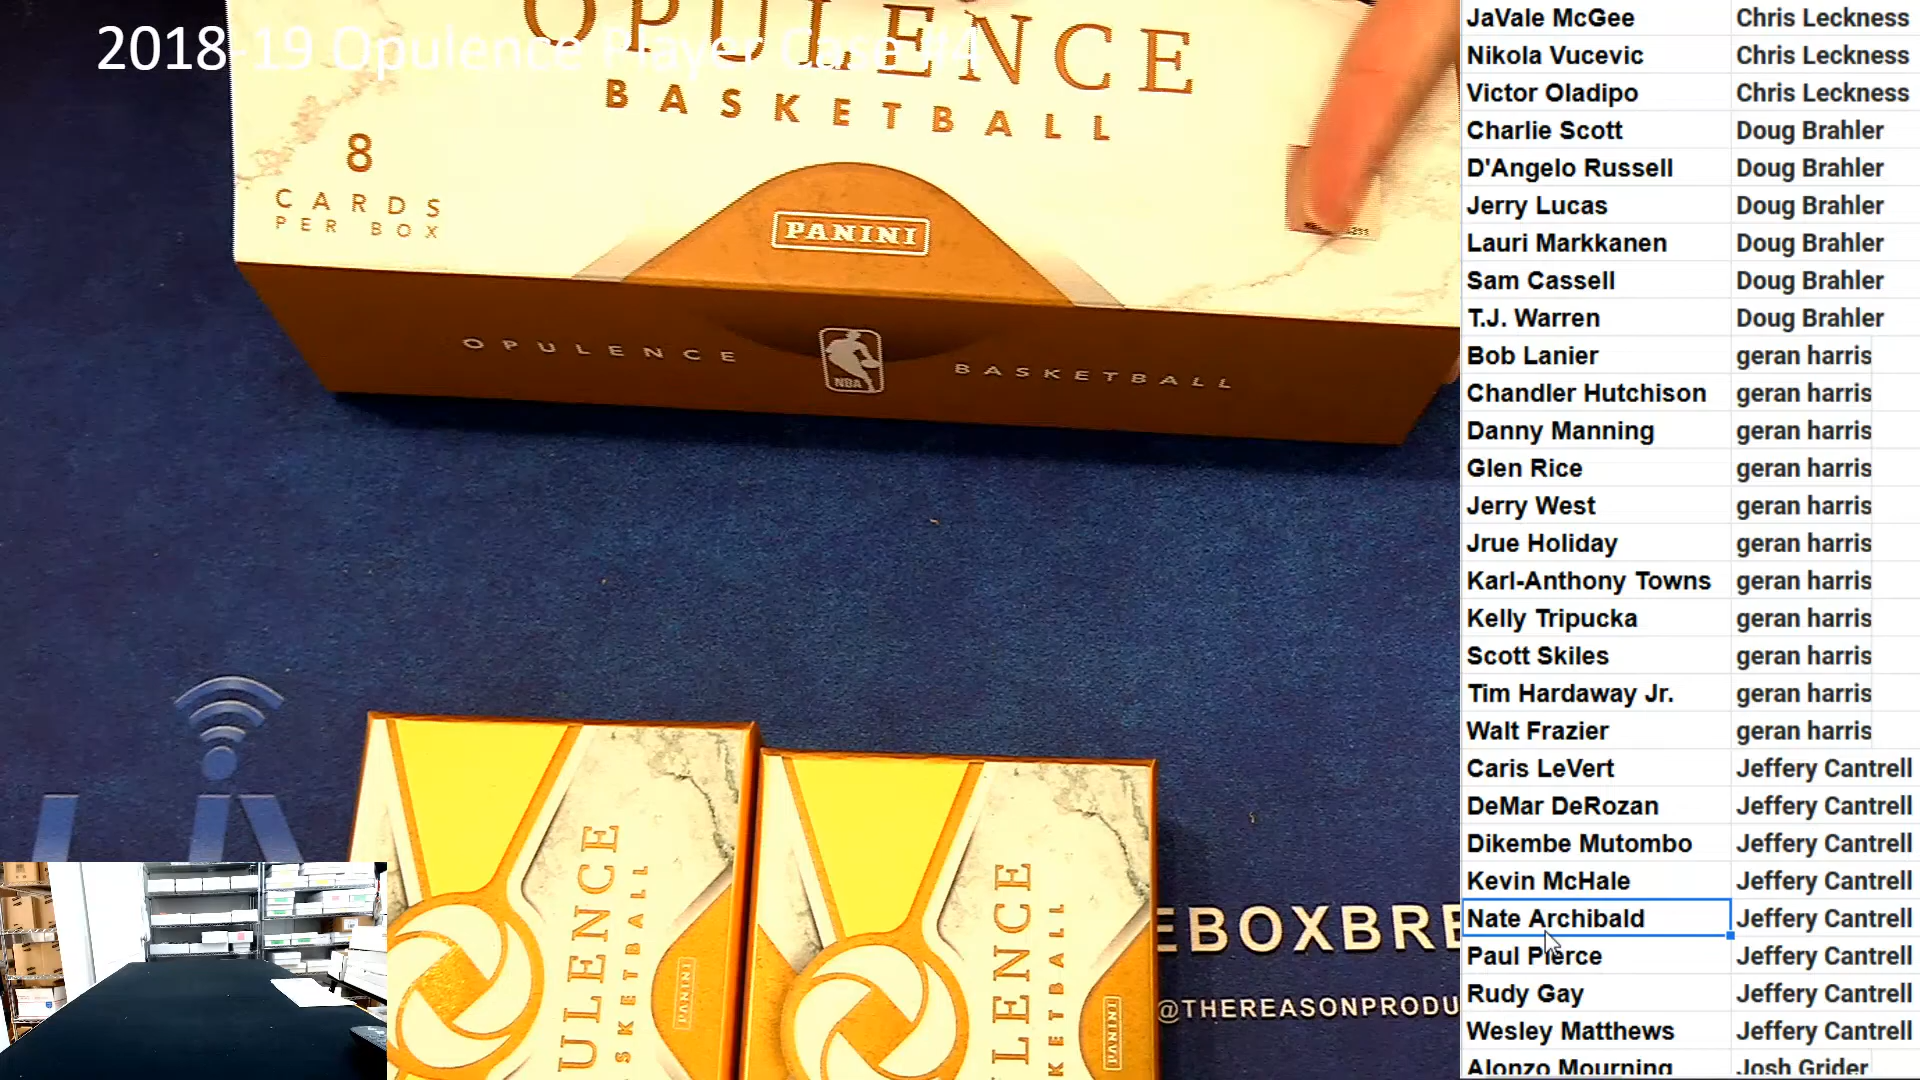 2018-19 Opulence Player Case #4
OPULENCE
BASKETBALL
8
CARDS
PER BOX
PANINI
OPULENCE
NBA
BASKETBALL
ULENCE
SKETBALL
PANINI
LENCE
KETBALL
PANINI
EBOXBRE
@THEREASONPRODU
JaVale McGee Chris Leckness
Nikola Vucevic Chris Leckness
Victor Oladipo Chris Leckness
Charlie Scott Doug Brahler
D'Angelo Russell Doug Brahler
Jerry Lucas Doug Brahler
Lauri Markkanen Doug Brahler
Sam Cassell Doug Brahler
T.J. Warren Doug Brahler
Bob Lanier geran harris
Chandler Hutchison geran harris
Danny Manning geran harris
Glen Rice geran harris
Jerry West geran harris
Jrue Holiday geran harris
Karl-Anthony Towns geran harris
Kelly Tripucka geran harris
Scott Skiles geran harris
Tim Hardaway Jr. geran harris
Walt Frazier geran harris
Caris LeVert Jeffery Cantrell
DeMar DeRozan Jeffery Cantrell
Dikembe Mutombo Jeffery Cantrell
Kevin McHale Jeffery Cantrell
Nate Archibald Jeffery Cantrell
Paul Pierce Jeffery Cantrell
Rudy Gay Jeffery Cantrell
Wesley Matthews Jeffery Cantrell
Alonzo Mourning Josh Grider